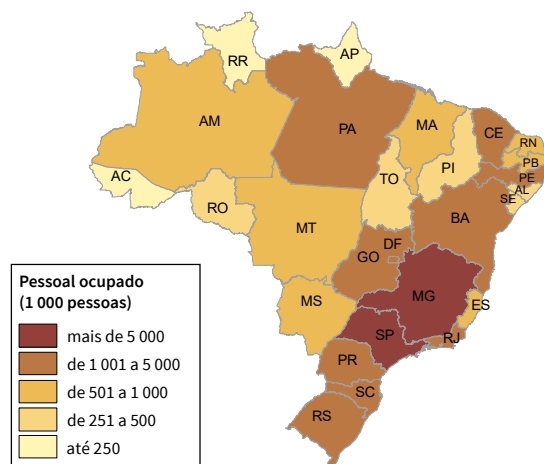 RR
AP
AM
PA
MA
CE
RN
PB
PE
AL
SE
PI
TO
AC
RO
MT
BA
DF
GO
MG
ES
MS
SP
RJ
PR
SC
RS
Pessoal ocupado
(1 000 pessoas)
mais de 5 000
de 1 001 a 5 000
de 501 a 1 000
de 251 a 500
até 250